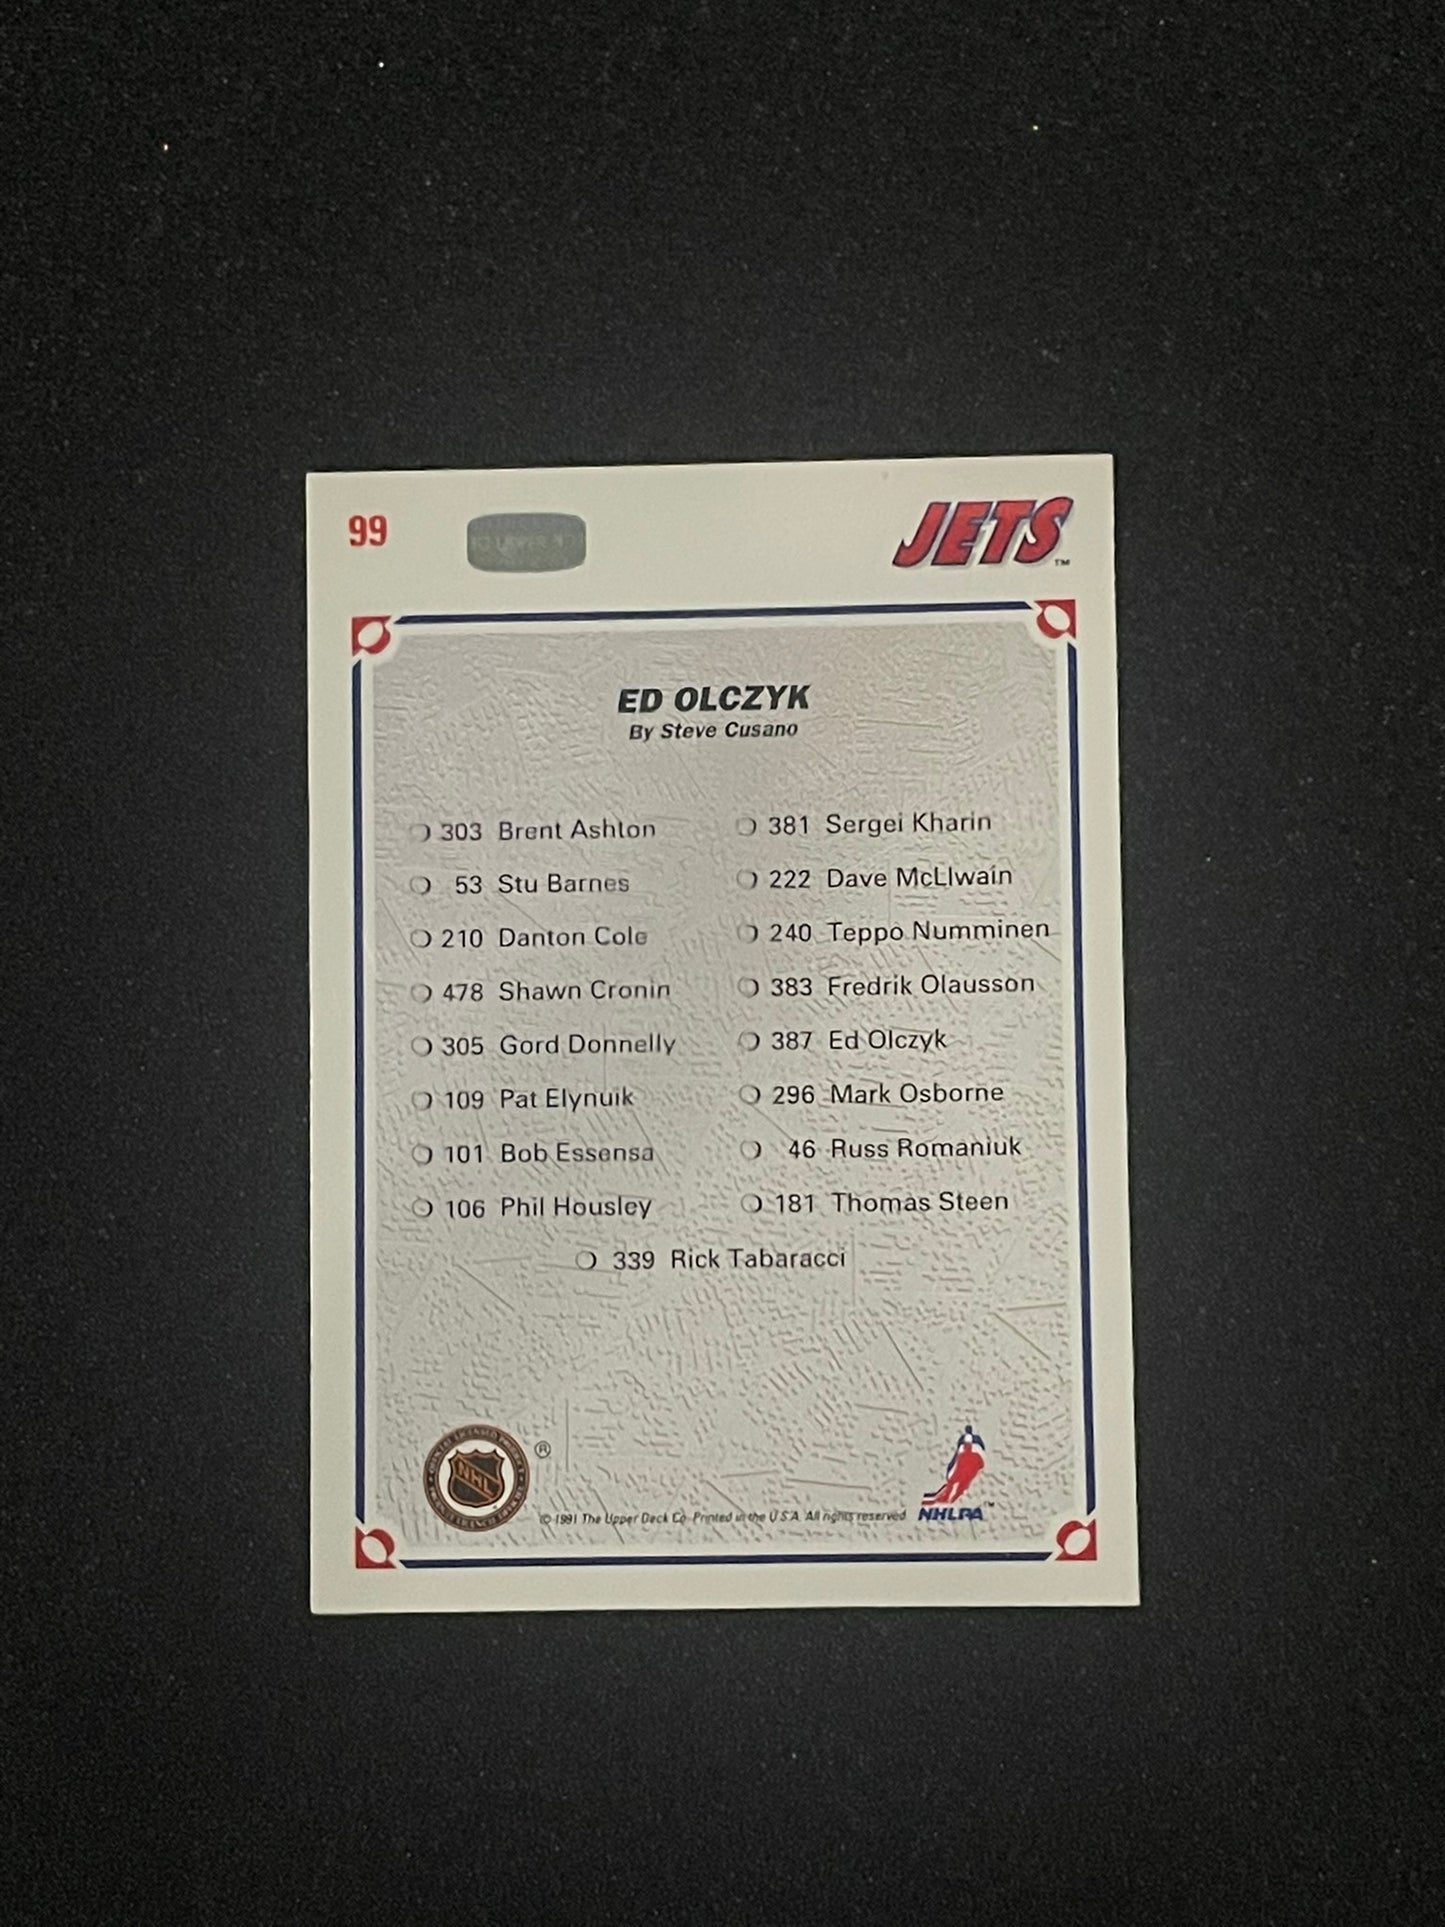 99
JETS™
ED OLCZYK
By Steve Cusano
303 Brent Ashton
53 Stu Barnes
210 Danton Cole
478 Shawn Cronin
305 Gord Donnelly
109 Pat Elynuik
101 Bob Essensa
106 Phil Housley
381 Sergei Kharin
222 Dave McLlwain
240 Teppo Numminen
383 Fredrik Olausson
387 Ed Olczyk
296 Mark Osborne
46 Russ Romaniuk
181 Thomas Steen
339 Rick Tabaracci
NHL
®
© 1991 The Upper Deck Co. Printed in the U.S.A. All rights reserved
NHLPA™